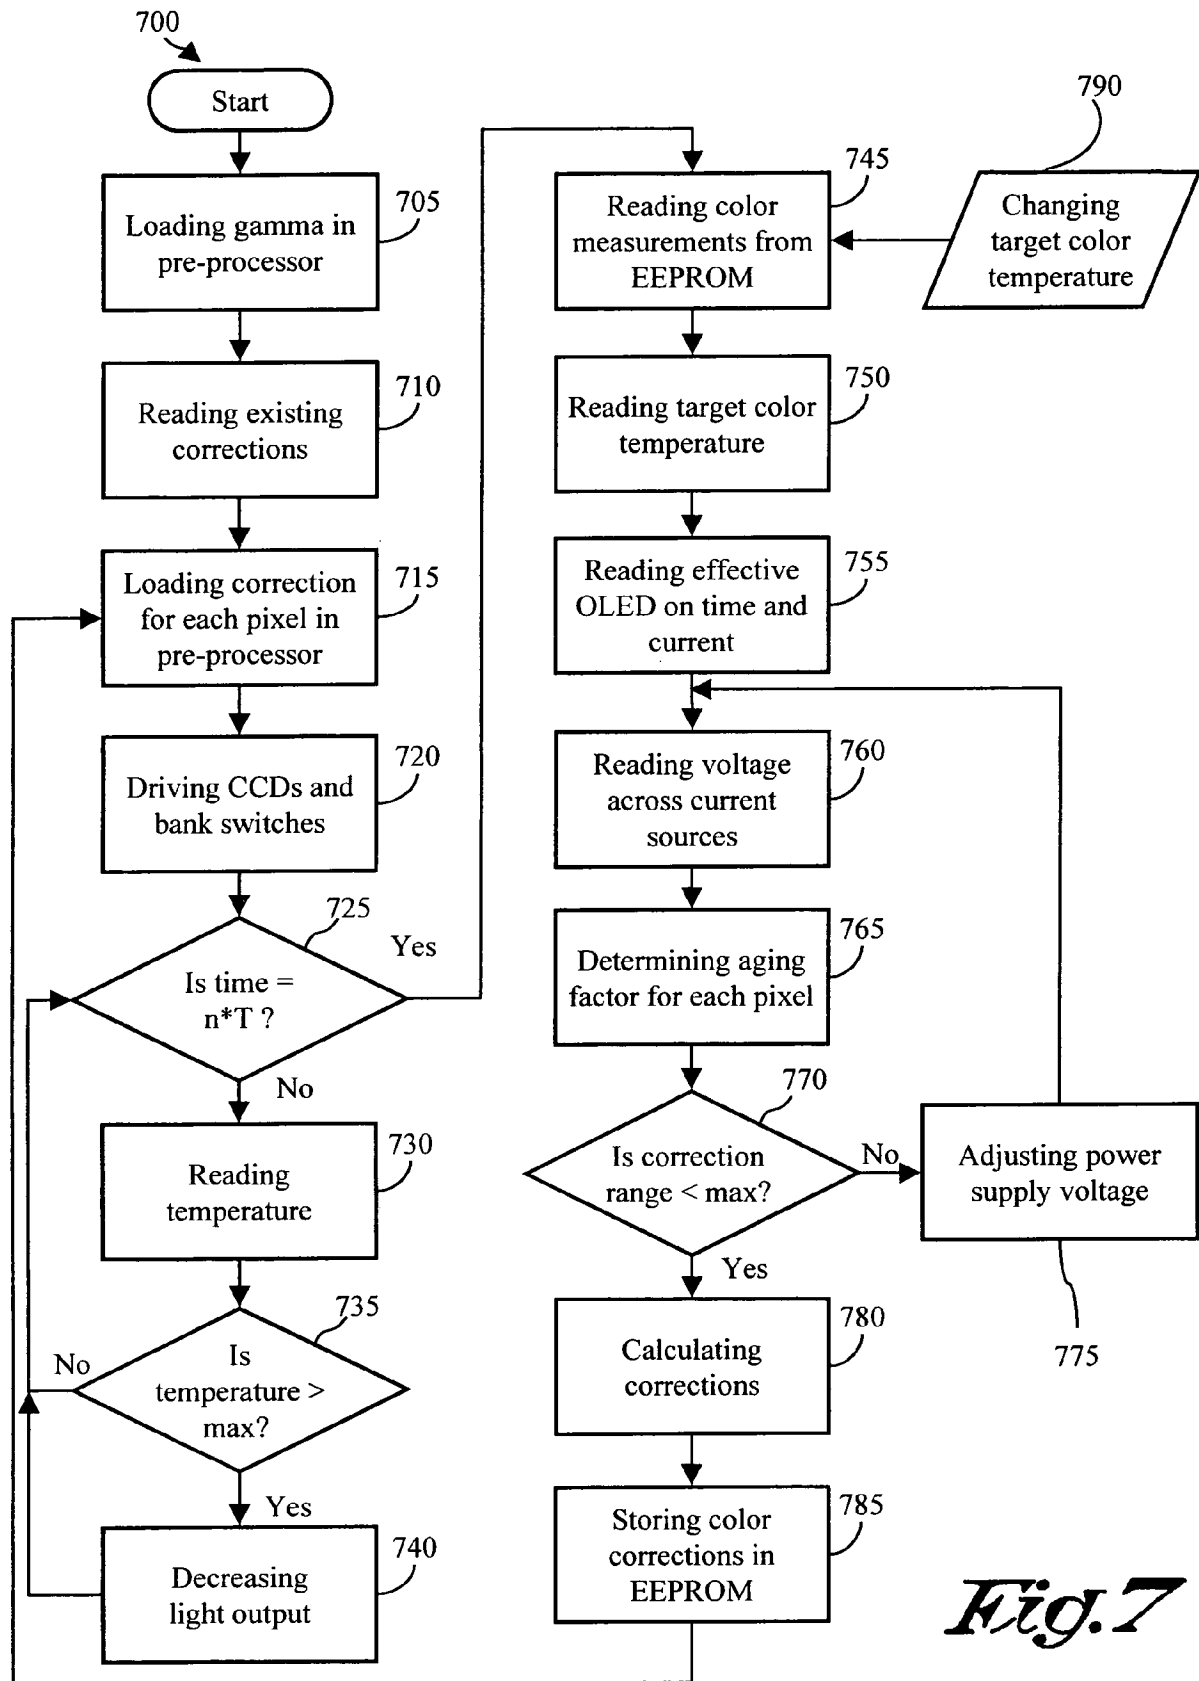 700
Start
705
Loading gamma in
pre-processor
710
Reading existing
corrections
715
Loading correction
for each pixel in
pre-processor
720
Driving CCDs and
bank switches
725
Yes
Is time =
n*T ?
No
730
Reading
temperature
735
No
Is
temperature >
max?
Yes
740
Decreasing
light output
745
Reading color
measurements from
EEPROM
790
Changing
target color
temperature
750
Reading target color
temperature
755
Reading effective
OLED on time and
current
760
Reading voltage
across current
sources
765
Determining aging
factor for each pixel
770
Is correction
range < max?
No
Adjusting power
supply voltage
775
Yes
780
Calculating
corrections
785
Storing color
corrections in
EEPROM
Fig.7